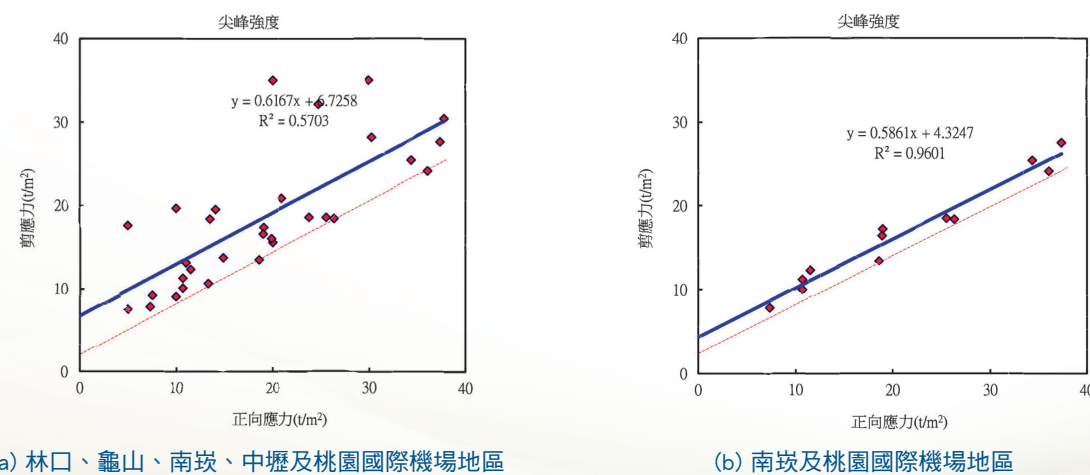 尖峰強度
40
30
20
10
0
剪應力(t/m²)
y = 0.6167x + 6.7258
R² = 0.5703
0 10 20 30 40
正向應力(t/m²)
a) 林口、龜山、南崁、中壢及桃園國際機場地區
尖峰強度
40
30
20
10
0
剪應力(t/m²)
y = 0.5861x + 4.3247
R² = 0.9601
0 10 20 30 40
正向應力(t/m²)
(b) 南崁及桃園國際機場地區